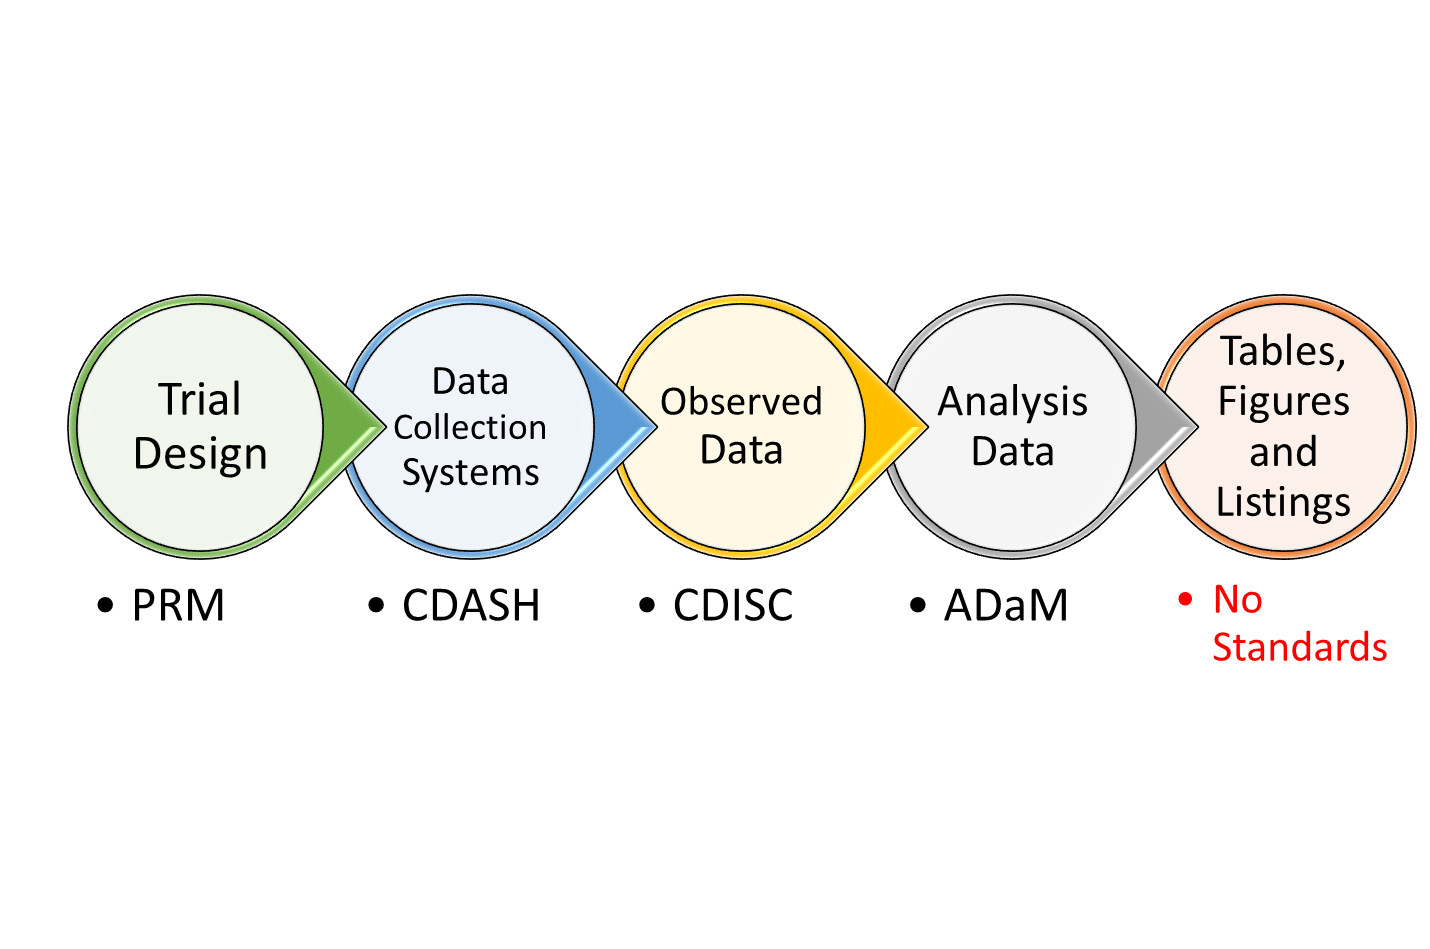 Trial
Design
Data
Collection
Systems
Observed
Data
Analysis
Data
Tables,
Figures
and
Listings
• PRM
• CDASH
• CDISC
• ADaM
• No
Standards